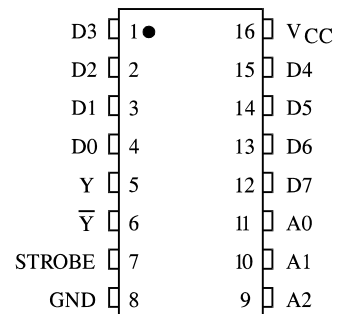 D3 1 16 VCC
D2 2 15 D4
D1 3 14 D5
D0 4 13 D6
Y 5 12 D7
Y̅ 6 11 A0
STROBE 7 10 A1
GND 8 9 A2